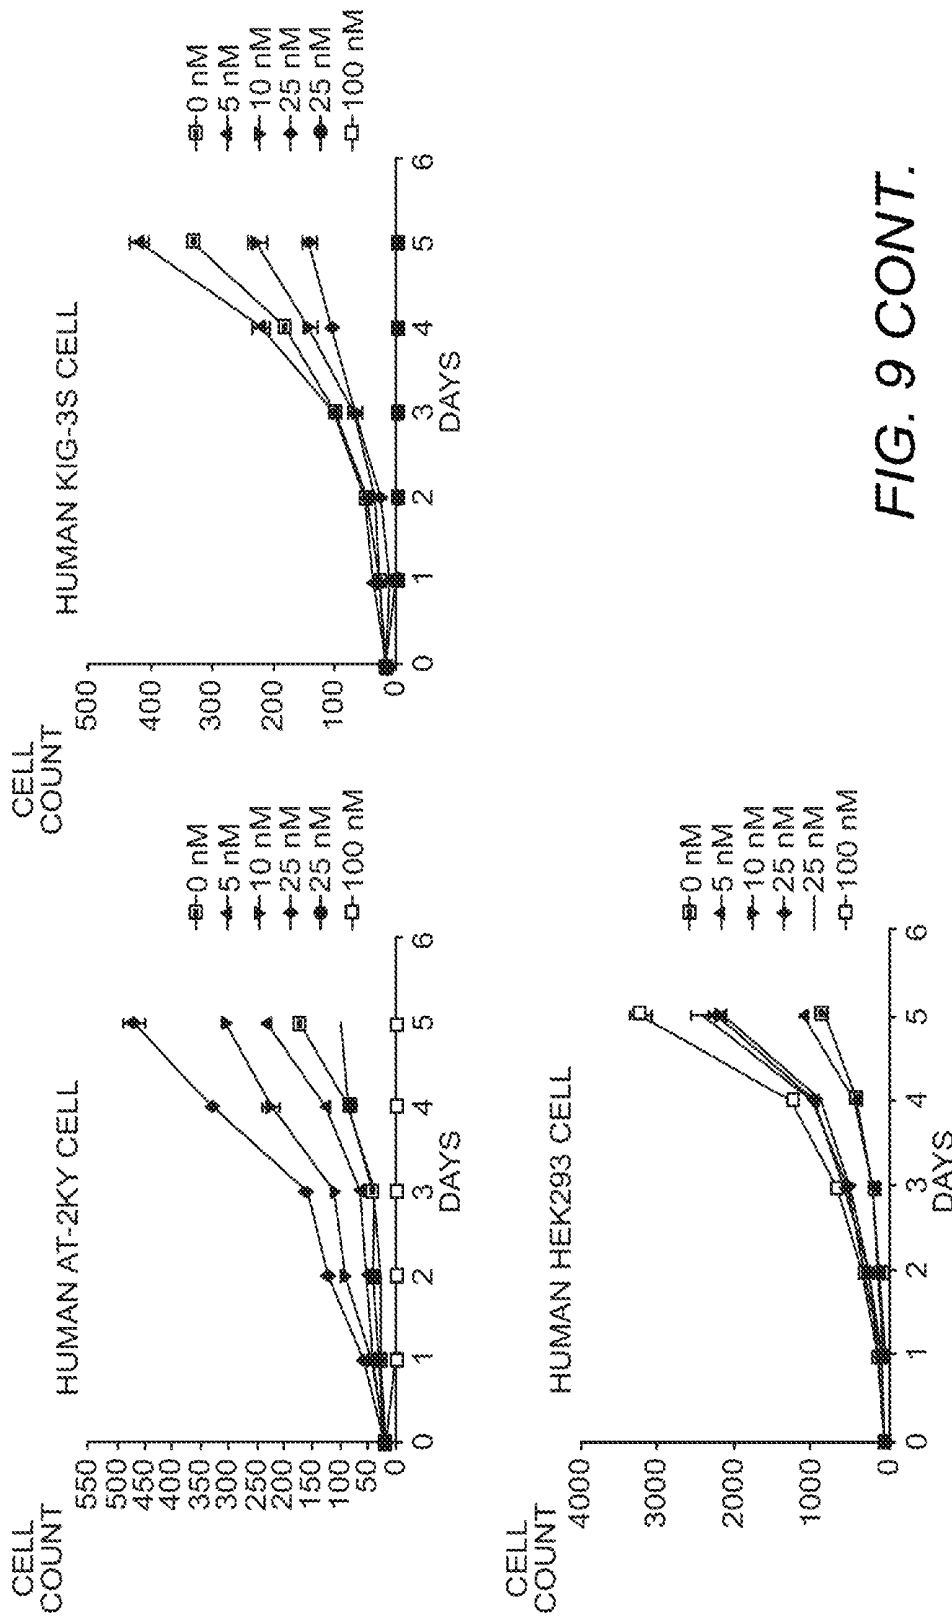 CELL
COUNT
HUMAN AT-2KY CELL
550
500
450
400
350
300
250
200
150
100
50
0
0 1 2 3 4 5 6
DAYS
0 nM
5 nM
10 nM
25 nM
25 nM
100 nM
CELL
COUNT
HUMAN KIG-3S CELL
500
400
300
200
100
0
0 1 2 3 4 5 6
DAYS
0 nM
5 nM
10 nM
25 nM
25 nM
100 nM
CELL
COUNT
HUMAN HEK293 CELL
4000
3000
2000
1000
0
0 1 2 3 4 5 6
DAYS
0 nM
5 nM
10 nM
25 nM
25 nM
100 nM
FIG. 9 CONT.